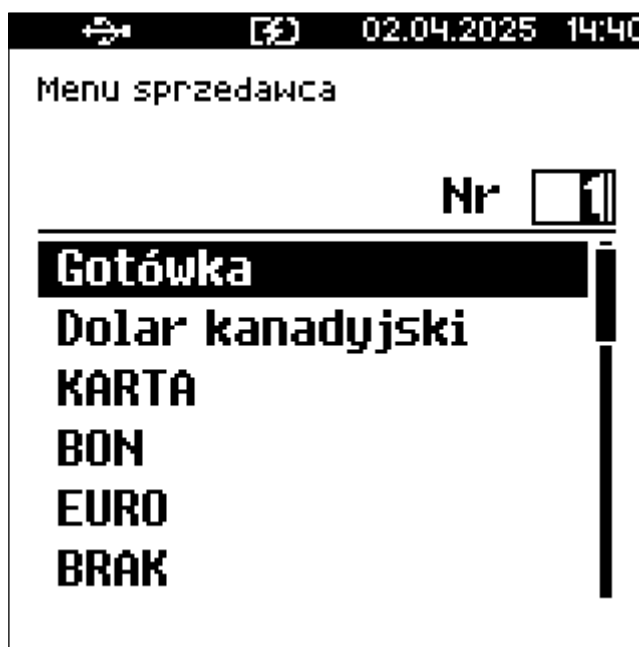 02.04.2025 14:40
Menu sprzedawca
Nr 1
Gotówka
Dolar kanadyjski
KARTA
BON
EURO
BRAK